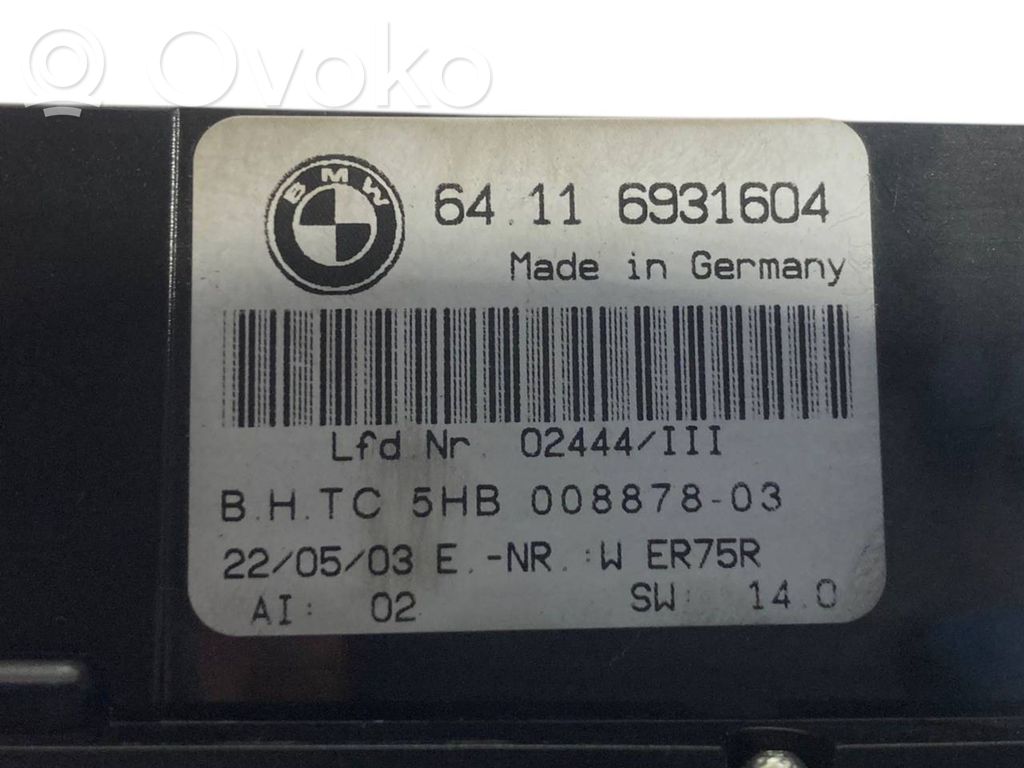 Ovoko
BMW
64.11 6931604
Made in Germany
Lfd.Nr. 02444/III
B.H.TC 5HB 008878-03
22/05/03 E.-NR.:W ER75R
AI: 02 SW: 14.0